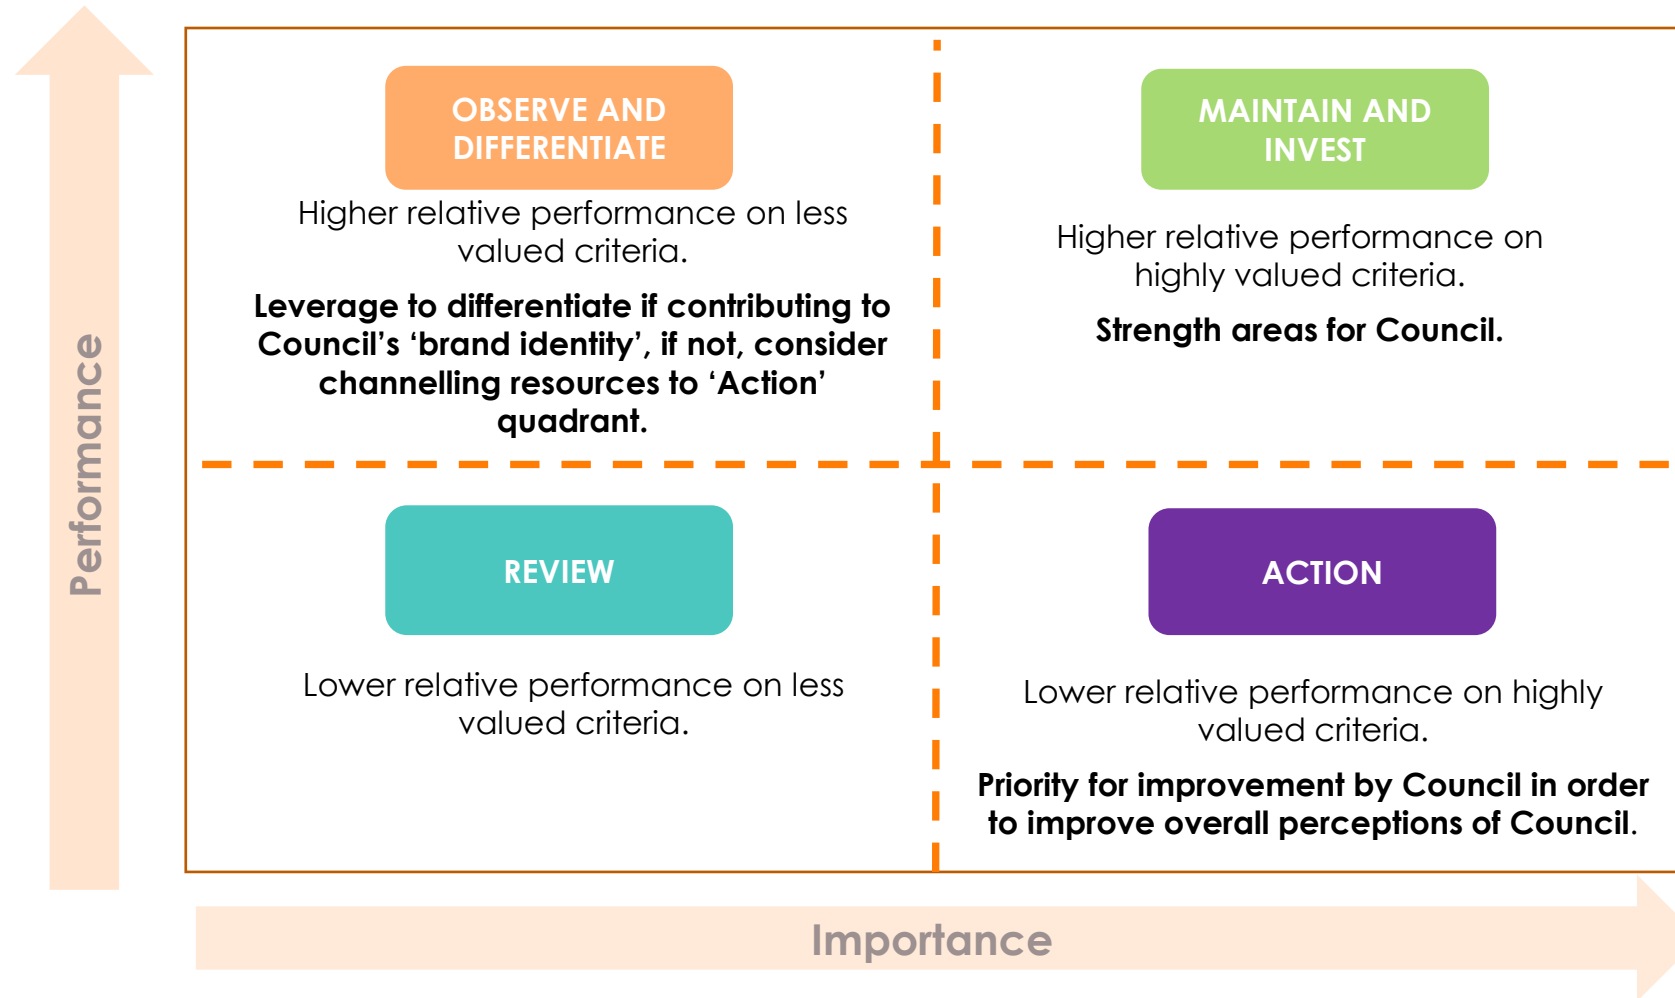 Performance
OBSERVE AND
DIFFERENTIATE
Higher relative performance on less
valued criteria.
Leverage to differentiate if contributing to
Council’s ‘brand identity’, if not, consider
channelling resources to ‘Action’
quadrant.
MAINTAIN AND
INVEST
Higher relative performance on
highly valued criteria.
Strength areas for Council.
REVIEW
Lower relative performance on less
valued criteria.
ACTION
Lower relative performance on highly
valued criteria.
Priority for improvement by Council in order
to improve overall perceptions of Council.
Importance